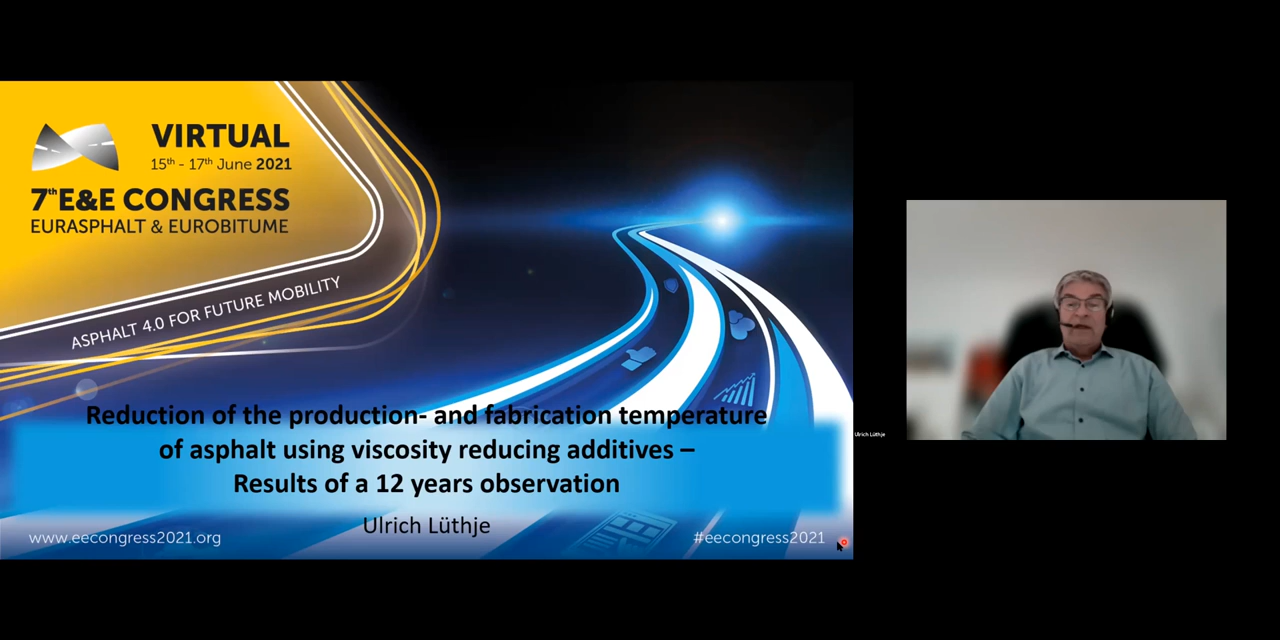 VIRTUAL
15th - 17th June 2021
7th E&E CONGRESS
EURASPHALT & EUROBITUME
ASPHALT 4.0 FOR FUTURE MOBILITY
Reduction of the production- and fabrication temperature
of asphalt using viscosity reducing additives –
Results of a 12 years observation
Ulrich Lüthje
www.eecongress2021.org
#eecongress2021
Ulrich Lüthje